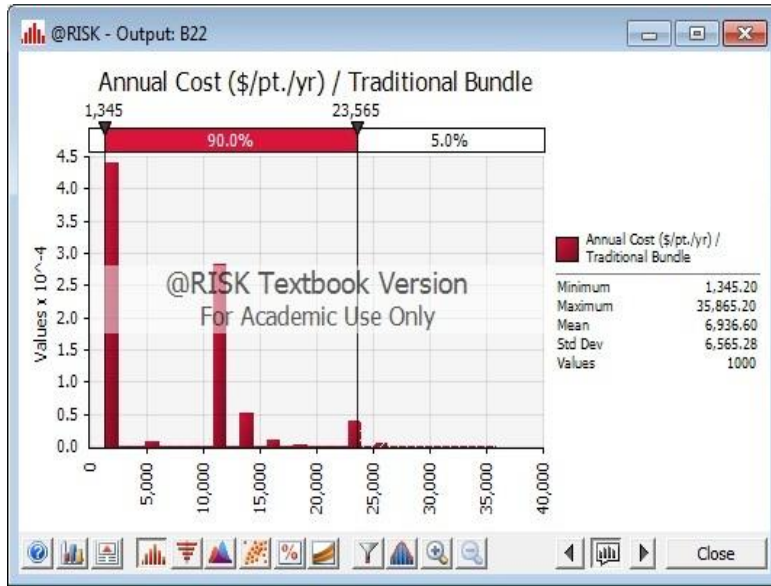 @RISK - Output: B22
Annual Cost ($/pt./yr) / Traditional Bundle
1,345 23,565
90.0% 5.0%
4.5
4.0
3.5
3.0
2.5
2.0
1.5
1.0
0.5
0.0
Values x 10^-4
@RISK Textbook Version
For Academic Use Only
0 5,000 10,000 15,000 20,000 25,000 30,000 35,000 40,000
Annual Cost ($/pt./yr) /
Traditional Bundle
Minimum 1,345.20
Maximum 35,865.20
Mean 6,936.60
Std Dev 6,565.28
Values 1000
%
Close